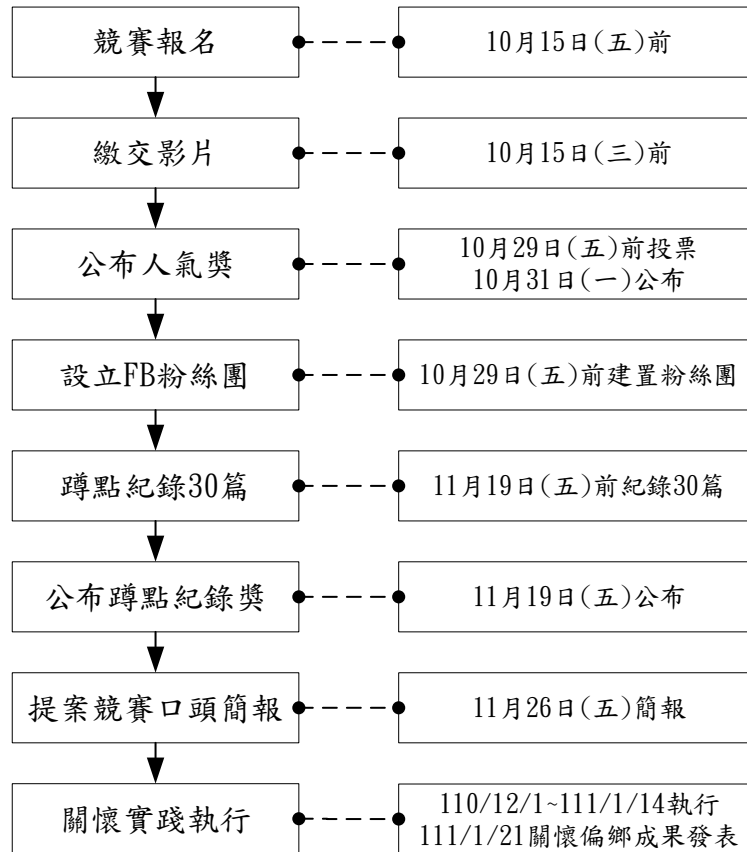 競賽報名
10月15日(五)前
繳交影片
10月15日(三)前
公布人氣獎
10月29日(五)前投票
10月31日(一)公布
設立FB粉絲團
10月29日(五)前建置粉絲團
蹲點紀錄30篇
11月19日(五)前紀錄30篇
公布蹲點紀錄獎
11月19日(五)公布
提案競賽口頭簡報
11月26日(五)簡報
關懷實踐執行
110/12/1~111/1/14執行
111/1/21關懷偏鄉成果發表